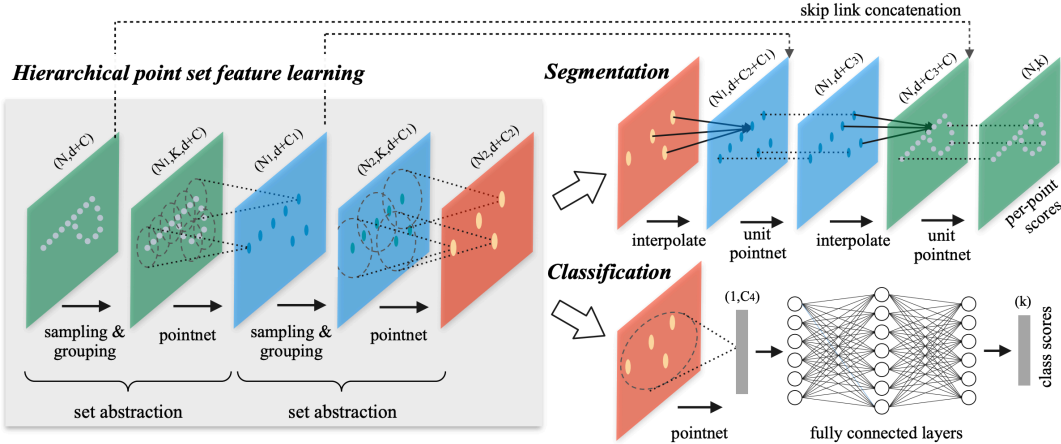 skip link concatenation
Hierarchical point set feature learning
(N,d+C)
(N1,K,d+C)
(N1,d+C1)
(N2,K,d+C1)
(N2,d+C2)
sampling &
grouping
pointnet
sampling &
grouping
pointnet
set abstraction
set abstraction
Segmentation
(N1,d+C2+C1)
(N1,d+C3)
(N,d+C3+C)
(N,k)
interpolate
unit
pointnet
interpolate
unit
pointnet
per-point
scores
Classification
(1,C4)
(k)
class scores
pointnet
fully connected layers